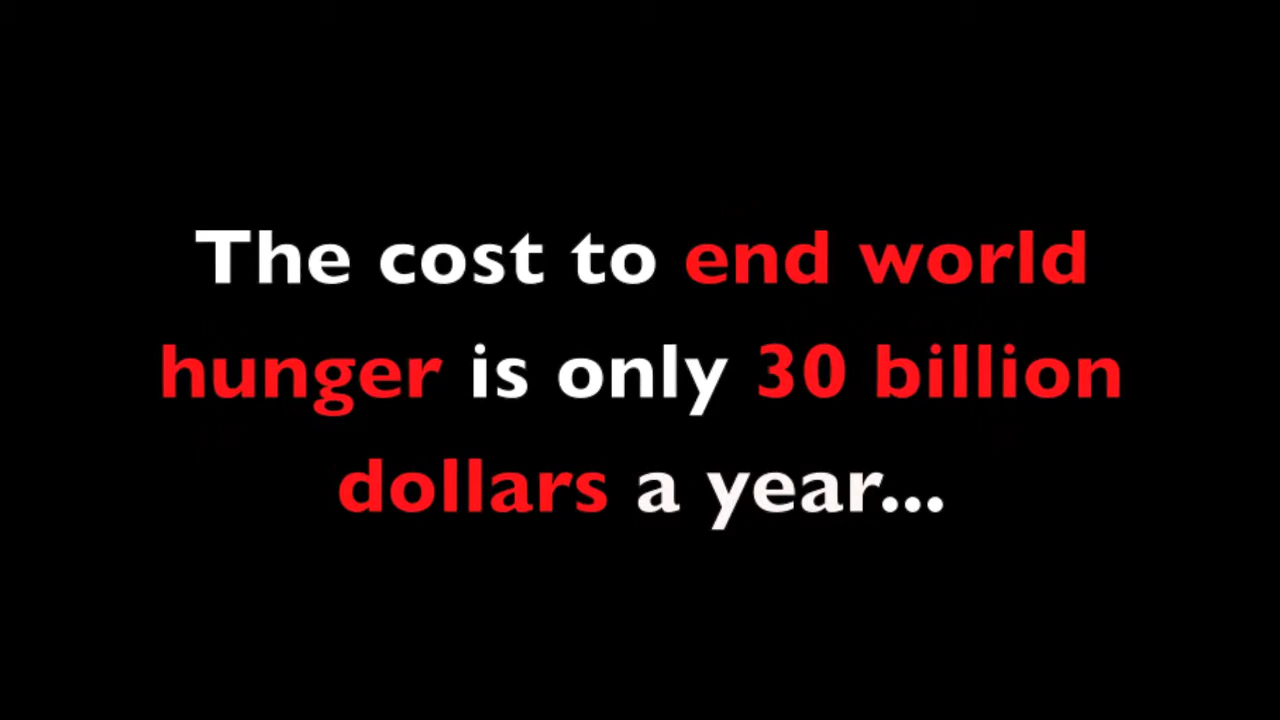 The cost to end world
hunger is only 30 billion
dollars a year...